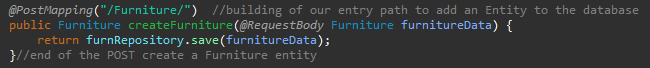 @PostMapping("/Furniture/")  //building of our entry path to add an Entity to the database
public Furniture createFurniture(@RequestBody Furniture furnitureData) {
    return furnRepository.save(furnitureData);
}//end of the POST create a Furniture entity